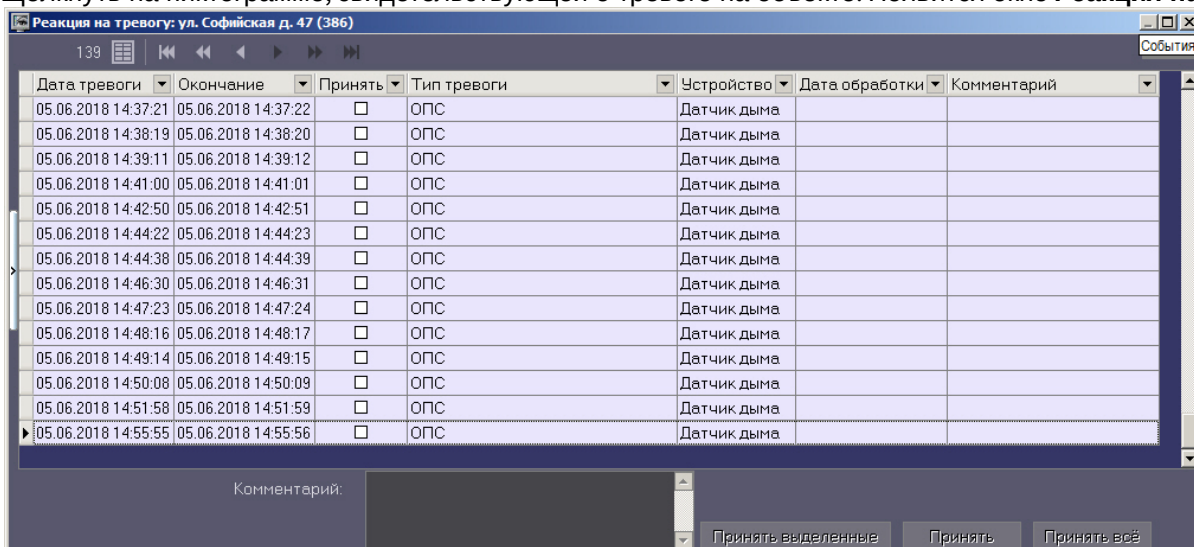 щелкнуть на пиктограмме, свидетельствующей о тревоге на объекте. Появится окно Реакция на
Реакция на тревогу: ул. Софийская д. 47 (386)
139
События
Дата тревоги Окончание Принять Тип тревоги Устройство Дата обработки Комментарий
05.06.2018 14:37:21 05.06.2018 14:37:22 ОПС Датчик дыма
05.06.2018 14:38:19 05.06.2018 14:38:20 ОПС Датчик дыма
05.06.2018 14:39:11 05.06.2018 14:39:12 ОПС Датчик дыма
05.06.2018 14:41:00 05.06.2018 14:41:01 ОПС Датчик дыма
05.06.2018 14:42:50 05.06.2018 14:42:51 ОПС Датчик дыма
05.06.2018 14:44:22 05.06.2018 14:44:23 ОПС Датчик дыма
05.06.2018 14:44:38 05.06.2018 14:44:39 ОПС Датчик дыма
05.06.2018 14:46:30 05.06.2018 14:46:31 ОПС Датчик дыма
05.06.2018 14:47:23 05.06.2018 14:47:24 ОПС Датчик дыма
05.06.2018 14:48:16 05.06.2018 14:48:17 ОПС Датчик дыма
05.06.2018 14:49:14 05.06.2018 14:49:15 ОПС Датчик дыма
05.06.2018 14:50:08 05.06.2018 14:50:09 ОПС Датчик дыма
05.06.2018 14:51:58 05.06.2018 14:51:59 ОПС Датчик дыма
05.06.2018 14:55:55 05.06.2018 14:55:56 ОПС Датчик дыма
Комментарий:
Принять выделенные Принять Принять всё